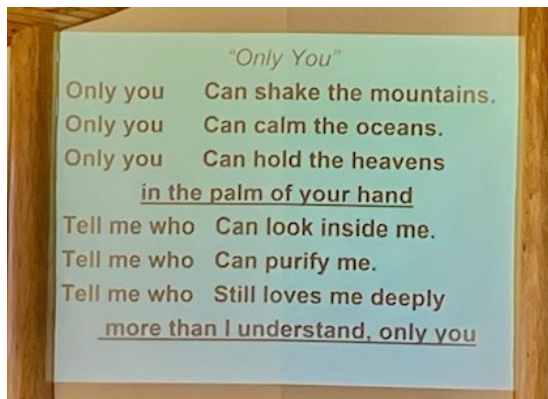 “Only You”
Only you Can shake the mountains.
Only you Can calm the oceans.
Only you Can hold the heavens
in the palm of your hand
Tell me who Can look inside me.
Tell me who Can purify me.
Tell me who Still loves me deeply
more than I understand, only you